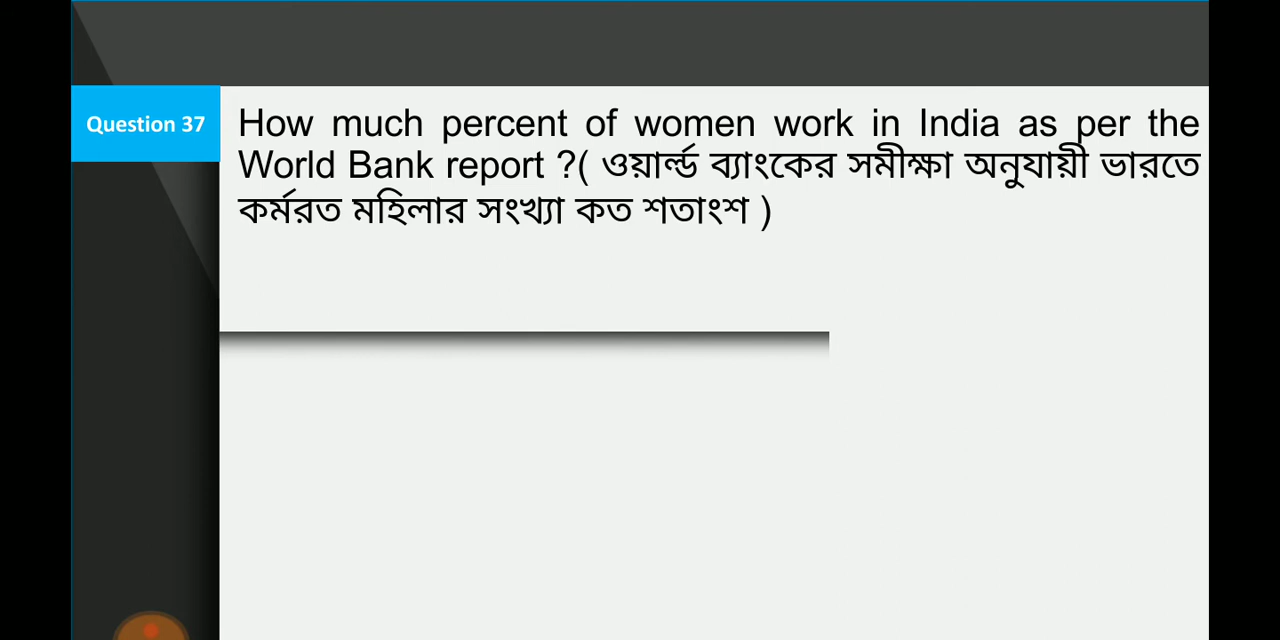 Question 37
How much percent of women work in India as per the
World Bank report ?( ওয়ার্ল্ড ব্যাংকের সমীক্ষা অনুযায়ী ভারতে
কর্মরত মহিলার সংখ্যা কত শতাংশ )